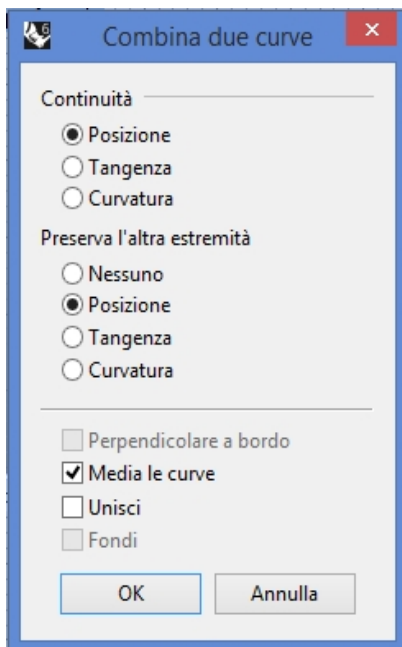 6
Combina due curve
Continuità
Posizione
Tangenza
Curvatura
Preserva l'altra estremità
Nessuno
Posizione
Tangenza
Curvatura
Perpendicolare a bordo
Media le curve
Unisci
Fondi
OK Annulla